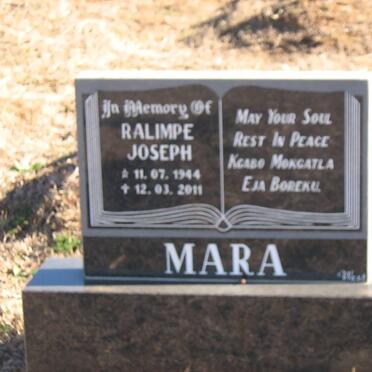 In Memory Of
RALIMPE
JOSEPH
☆ 11. 07. 1944
✝ 12. 03. 2011
MAY YOUR SOUL
REST IN PEACE
KGABO MOKGATLA
EJA BOREKU.
MARA
West